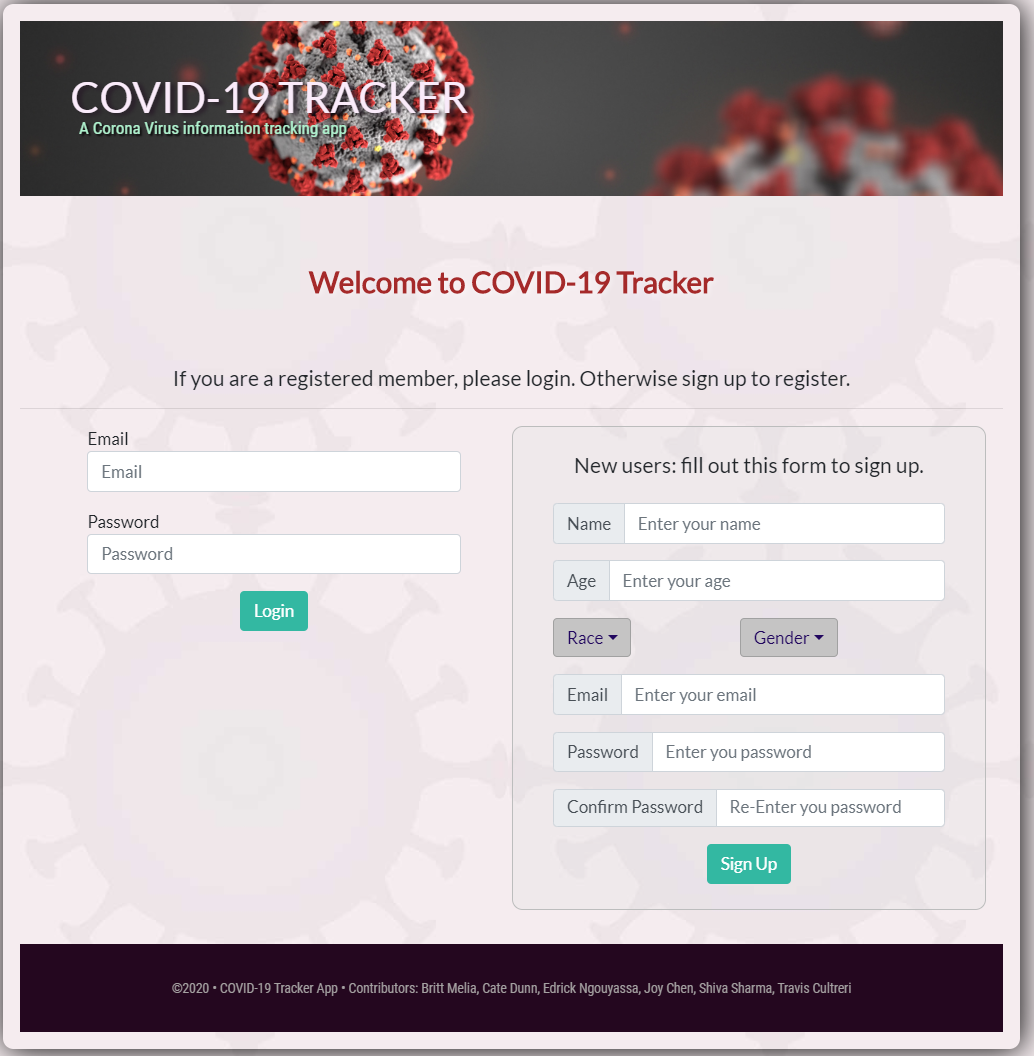 COVID-19 TRACKER
A Corona Virus information tracking app
Welcome to COVID-19 Tracker
If you are a registered member, please login. Otherwise sign up to register.
Email
Email
Password
Password
Login
New users: fill out this form to sign up.
Name Enter your name
Age Enter your age
Race Gender
Email Enter your email
Password Enter you password
Confirm Password Re-Enter you password
Sign Up
©2020 • COVID-19 Tracker App • Contributors: Britt Melia, Cate Dunn, Edrick Ngouyassa, Joy Chen, Shiva Sharma, Travis Cultreri